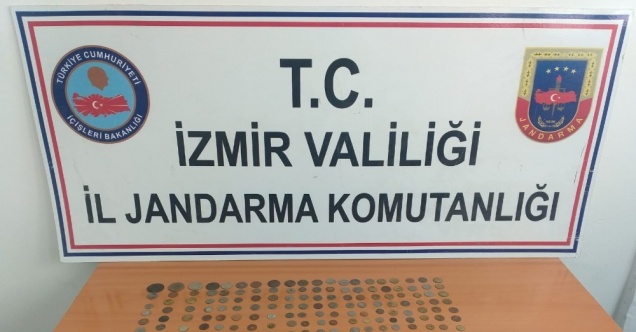 T.C.
İZMİR VALİLİĞİ
İL JANDARMA KOMUTANLIĞI
TÜRKİYE CUMHURİYETİ
İÇİŞLERİ BAKANLIĞI
JANDARMA